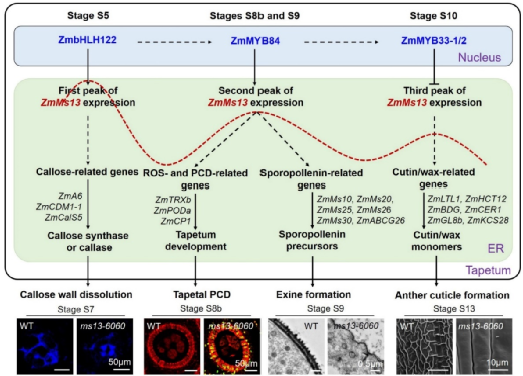 Stage S5 Stages S8b and S9 Stage S10
ZmbHLH122 ZmMYB84 ZmMYB33-1/2
Nucleus
First peak of Second peak of Third peak of
ZmMs13 expression ZmMs13 expression ZmMs13 expression
Callose-related genes ROS- and PCD-related Sporopollenin-related Cutin/wax-related
genes genes genes
ZmA6 ZmTRXb ZmMs10, ZmMs20, ZmLTL1, ZmHCT12
ZmCDM1-1 ZmPODa ZmMs25, ZmMs26 ZmBDG, ZmCER1
ZmCalS5 ZmCP1 ZmMs30, ZmABCG26 ZmGL8b, ZmKCS28
Callose synthase Tapetum Sporopollenin Cutin/wax
or callase development precursors monomers
ER
Tapetum
Callose wall dissolution Tapetal PCD Exine formation Anther cuticle formation
Stage S7 Stage S8b Stage S9 Stage S13
WT ms13-6060 WT ms13-6060 WT ms13-6060 WT ms13-6060
50µm 50µm 0.5µm 10µm